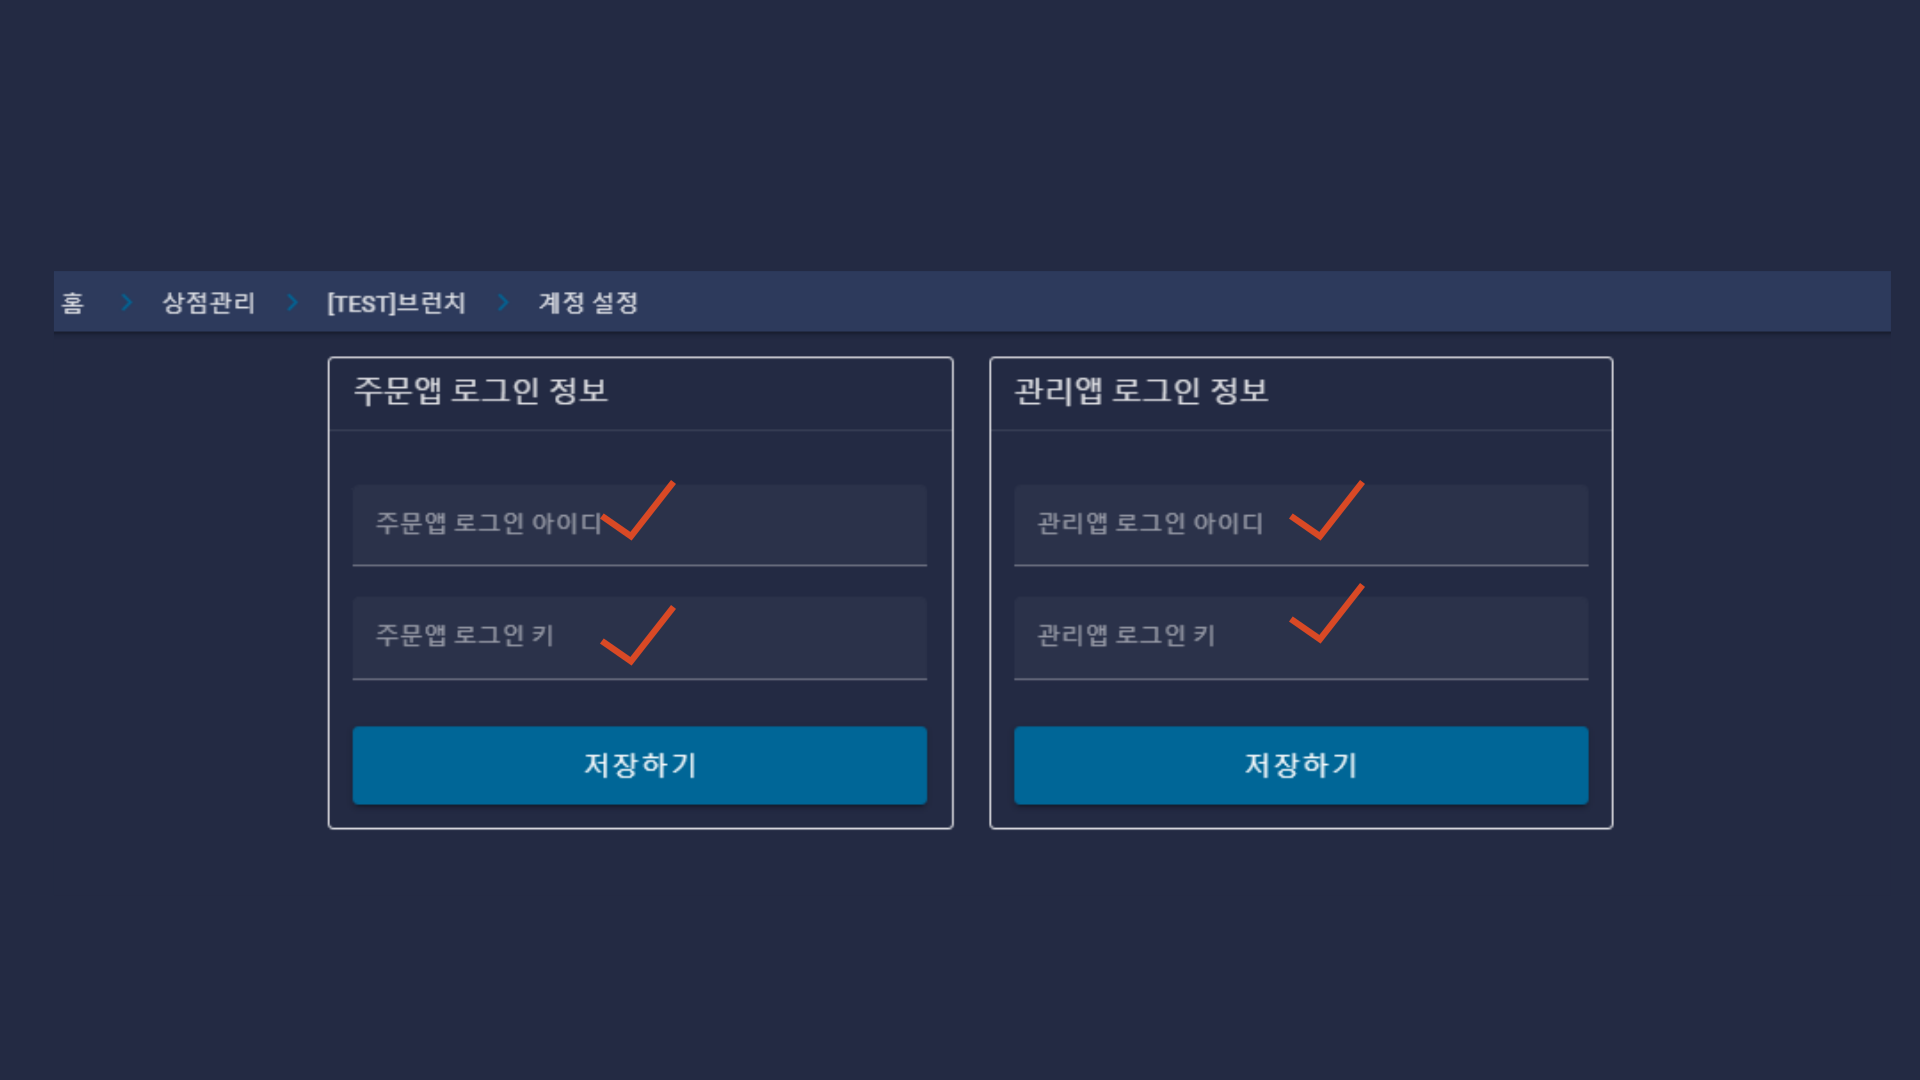 홈 > 상점관리 > [TEST]브런치 > 계정 설정
주문앱 로그인 정보
주문앱 로그인 아이디
주문앱 로그인 키
저장하기
관리앱 로그인 정보
관리앱 로그인 아이디
관리앱 로그인 키
저장하기